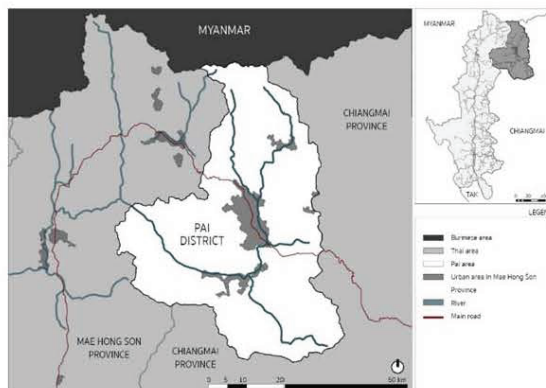 MYANMAR
CHIANGMAI
PROVINCE
PAI
DISTRICT
MAE HONG SON
PROVINCE
CHIANGMAI
PROVINCE
0 5 10 20 50 km
MYANMAR
CHIANGMAI
TAK
LEGE
Burmese area
Thai area
Pai area
Urban area in Mae Hong Son
Province
River
Main road